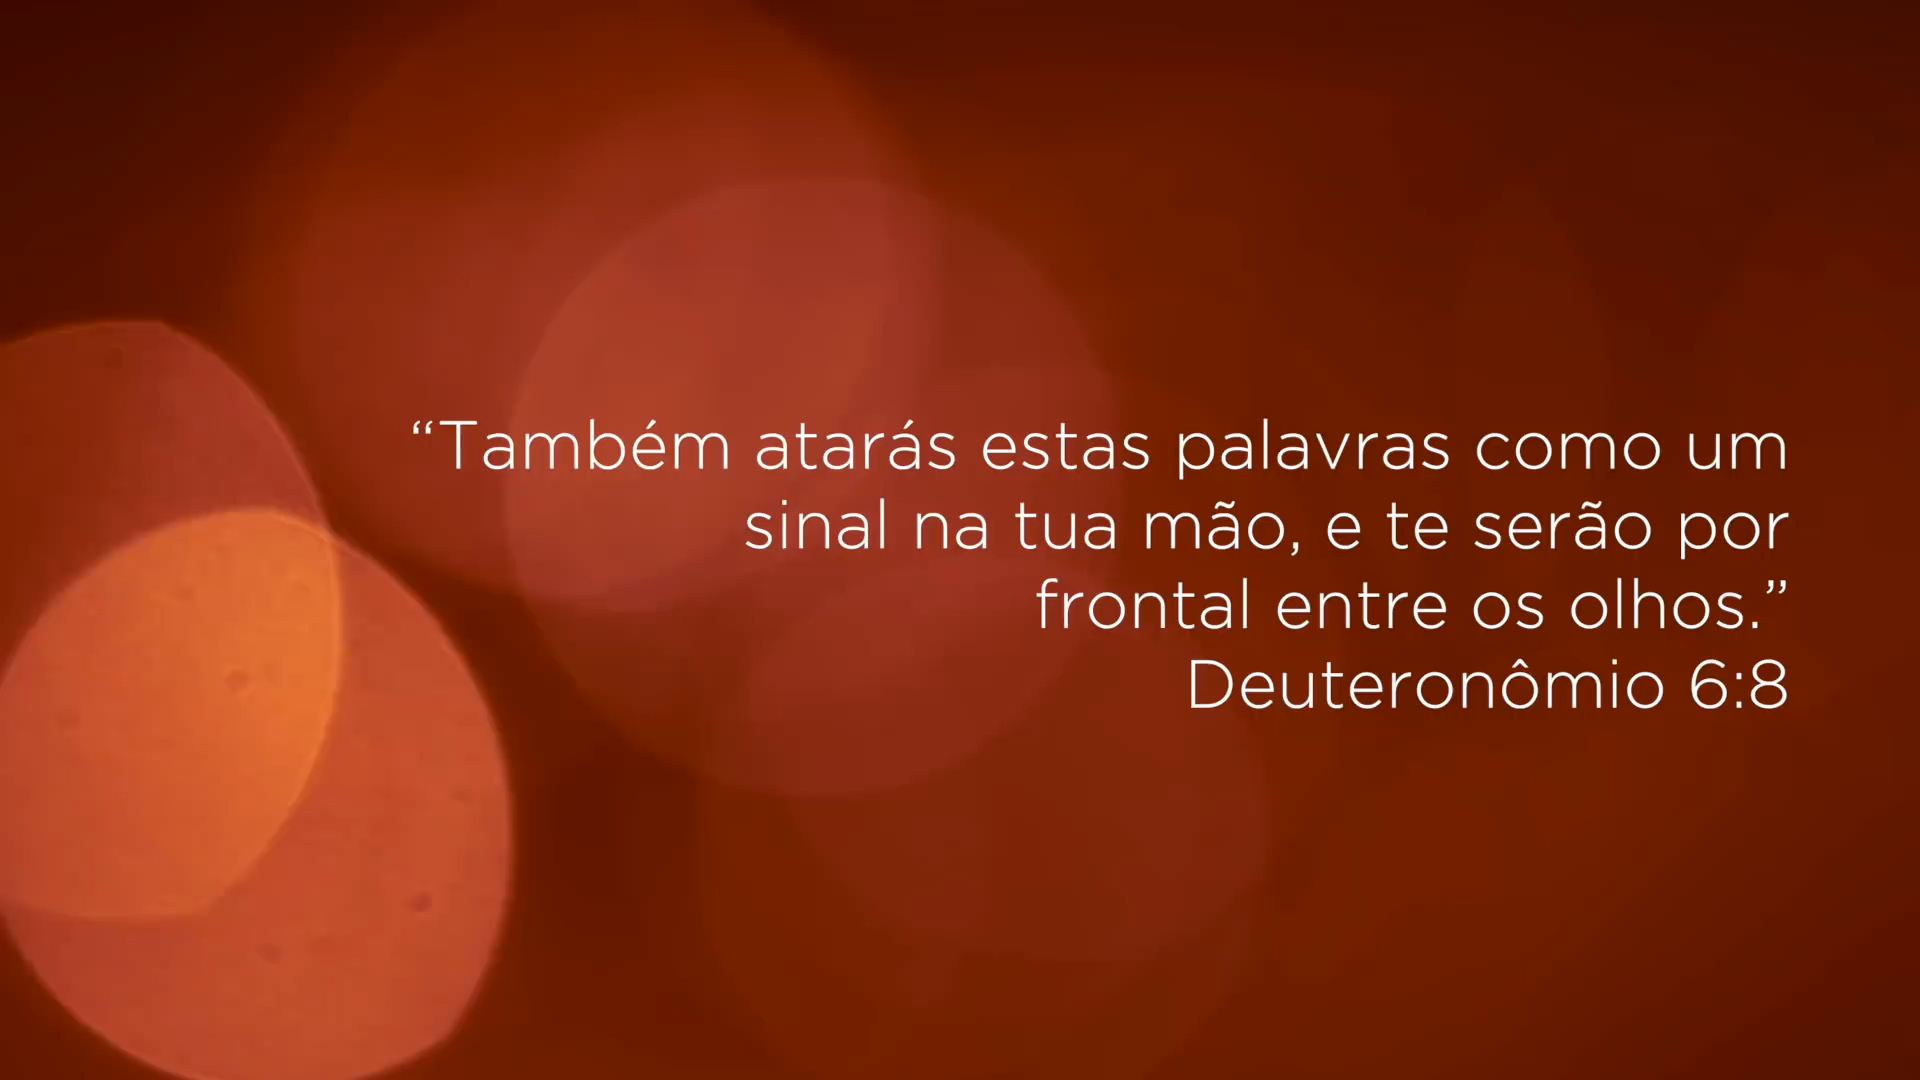 “Também atarás estas palavras como um
sinal na tua mão, e te serão por
frontal entre os olhos.”
Deuteronômio 6:8